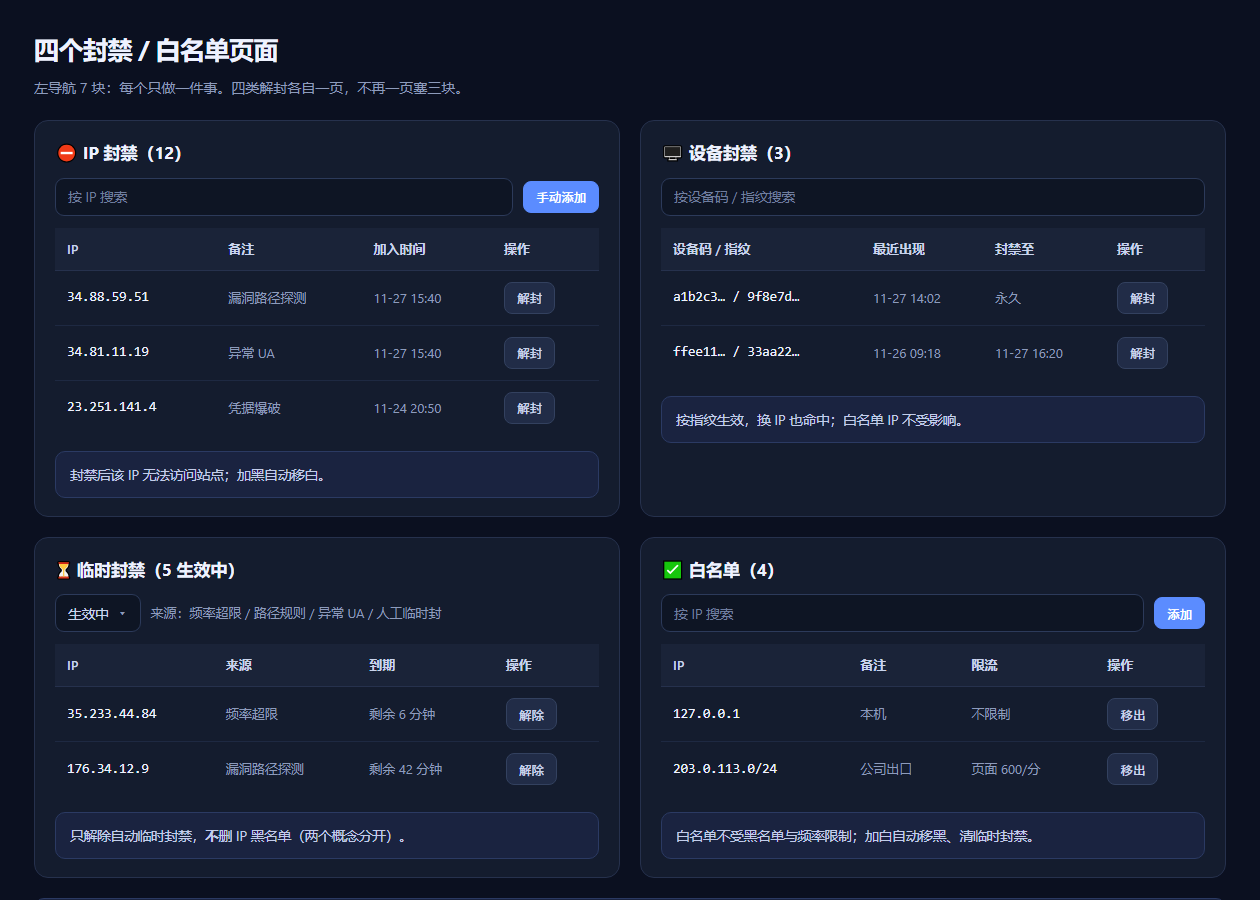 四个封禁 / 白名单页面
左导航 7 块：每个只做一件事。四类解封各自一页，不再一页塞三块。
IP 封禁（12）
按 IP 搜索 手动添加
IP 备注 加入时间 操作
34.88.59.51 漏洞路径探测 11-27 15:40 解封
34.81.11.19 异常 UA 11-27 15:40 解封
23.251.141.4 凭据爆破 11-24 20:50 解封
封禁后该 IP 无法访问站点；加黑自动移白。
设备封禁（3）
按设备码 / 指纹搜索
设备码 / 指纹 最近出现 封禁至 操作
a1b2c3… / 9f8e7d… 11-27 14:02 永久 解封
ffee11… / 33aa22… 11-26 09:18 11-27 16:20 解封
按指纹生效，换 IP 也命中；白名单 IP 不受影响。
临时封禁（5 生效中）
生效中 来源：频率超限 / 路径规则 / 异常 UA / 人工临时封
IP 来源 到期 操作
35.233.44.84 频率超限 剩余 6 分钟 解除
176.34.12.9 漏洞路径探测 剩余 42 分钟 解除
只解除自动临时封禁，不删 IP 黑名单（两个概念分开）。
白名单（4）
按 IP 搜索 添加
IP 备注 限流 操作
127.0.0.1 本机 不限制 移出
203.0.113.0/24 公司出口 页面 600/分 移出
白名单不受黑名单与频率限制；加白自动移黑、清临时封禁。